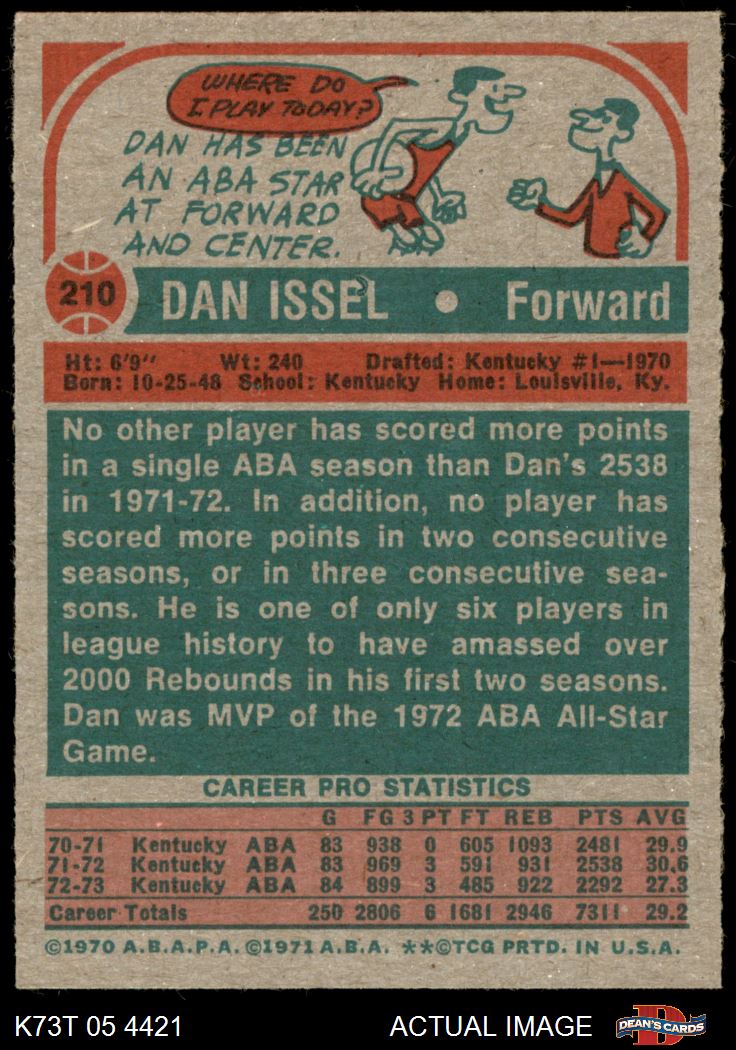 WHERE DO
I PLAY TODAY?
DAN HAS BEEN
AN ABA STAR
AT FORWARD
AND CENTER.
210 DAN ISSEL • Forward
Ht: 6'9" Wt: 240 Drafted: Kentucky #1—1970
Born: 10-25-48 School: Kentucky Home: Louisville, Ky.
No other player has scored more points
in a single ABA season than Dan's 2538
in 1971-72. In addition, no player has
scored more points in two consecutive
seasons, or in three consecutive sea-
sons. He is one of only six players in
league history to have amassed over
2000 Rebounds in his first two seasons.
Dan was MVP of the 1972 ABA All-Star
Game.
CAREER PRO STATISTICS
G FG 3PT FT REB PTS AVG
70-71 Kentucky ABA 83 938 0 605 1093 2481 29.9
71-72 Kentucky ABA 83 969 3 591 931 2538 30.6
72-73 Kentucky ABA 84 899 3 485 922 2292 27.3
Career Totals 250 2806 6 1681 2946 7311 29.2
©1970 A.B.A.P.A. ©1971 A.B.A. **©TCG PRTD. IN U.S.A.
K73T 05 4421 ACTUAL IMAGE DEAN'S CARDS